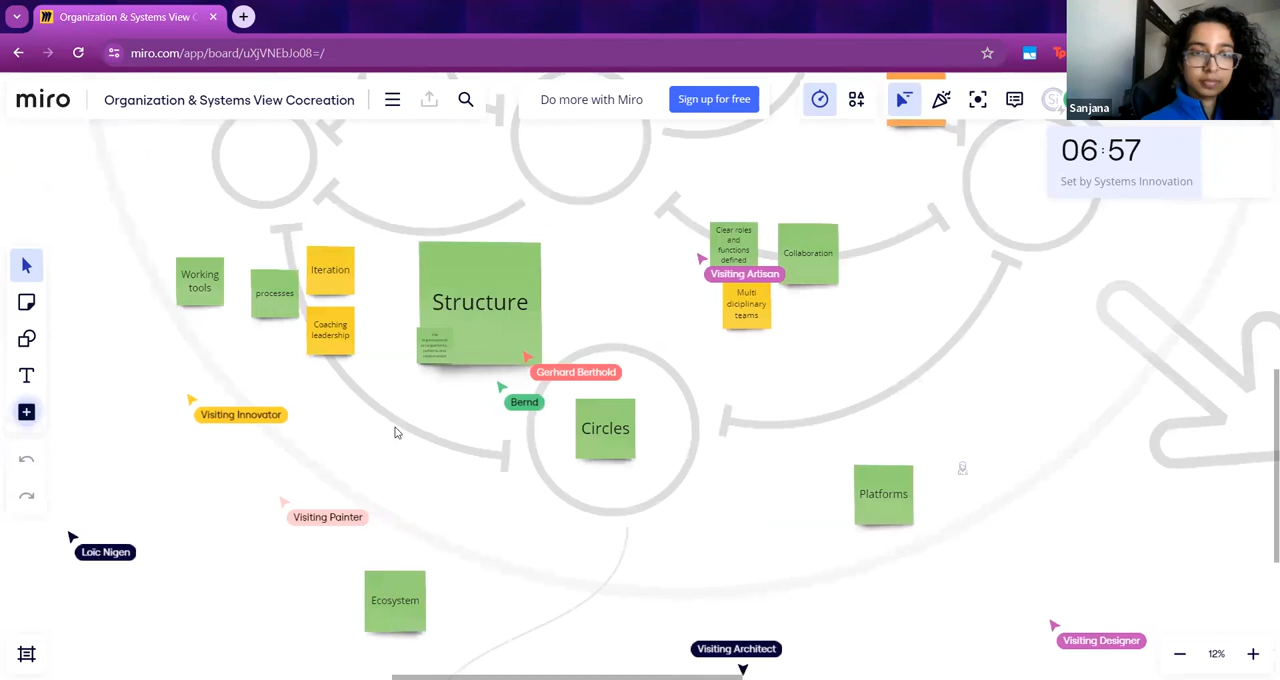 Organization & Systems View C
miro.com/app/board/uXjVNEbJo08=/
miro
Organization & Systems View Cocreation
Do more with Miro
Sign up for free
Sanjana
06:57
Set by Systems Innovation
Working
tools
processes
Iteration
Coaching
leadership
Structure
Clear roles
and
functions
defined
Collaboration
Visiting Artisan
Multi
diciplinary
teams
Gerhard Berthold
Bernd
Visiting Innovator
Circles
Platforms
Visiting Painter
Loïc Nigen
Ecosystem
Visiting Architect
Visiting Designer
12%